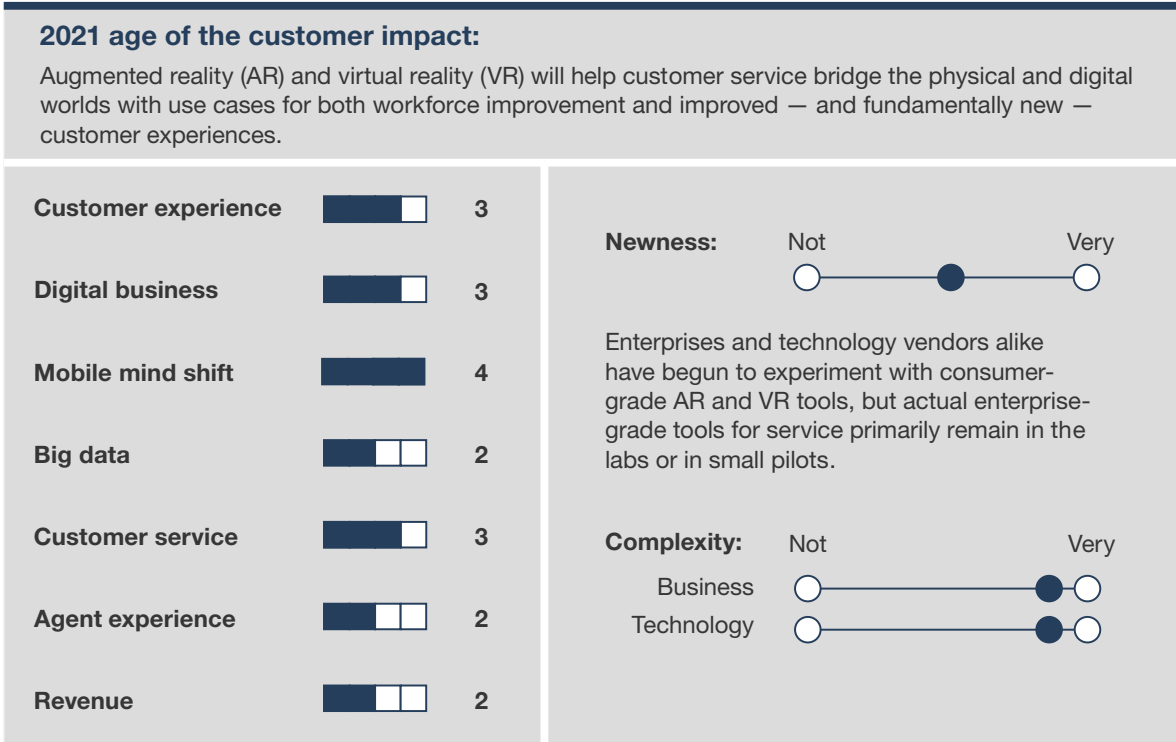 2021 age of the customer impact:
Augmented reality (AR) and virtual reality (VR) will help customer service bridge the physical and digital
worlds with use cases for both workforce improvement and improved — and fundamentally new —
customer experiences.
Customer experience 3
Digital business 3
Mobile mind shift 4
Big data 2
Customer service 3
Agent experience 2
Revenue 2
Newness: Not Very
Enterprises and technology vendors alike
have begun to experiment with consumer-
grade AR and VR tools, but actual enterprise-
grade tools for service primarily remain in the
labs or in small pilots.
Complexity: Not Very
Business
Technology